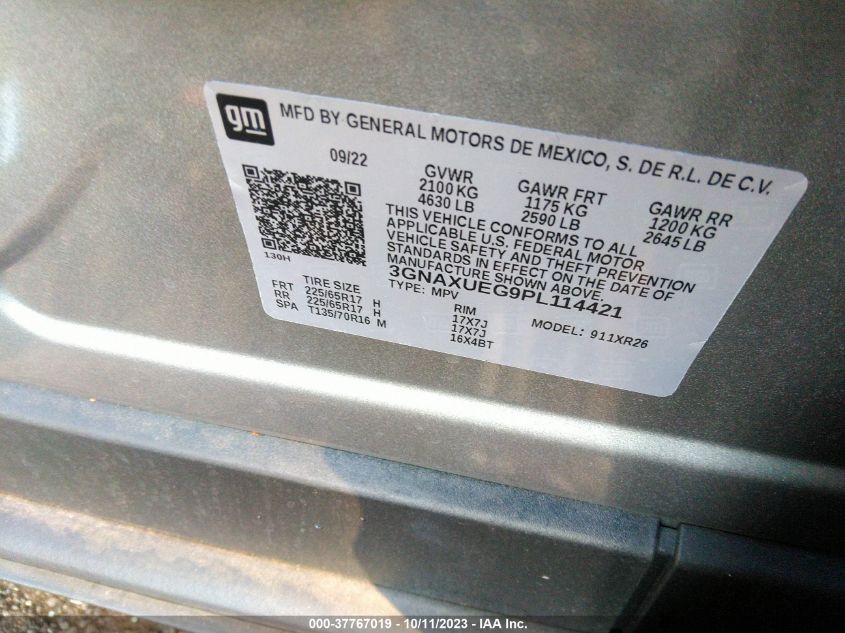 gm
MFD BY GENERAL MOTORS DE MEXICO, S. DE R.L. DE C.V.
09/22
GVWR
2100 KG
4630 LB
GAWR FRT
1175 KG
2590 LB
GAWR RR
1200 KG
2645 LB
THIS VEHICLE CONFORMS TO ALL
APPLICABLE U.S. FEDERAL MOTOR
VEHICLE SAFETY AND THEFT PREVENTION
STANDARDS IN EFFECT ON THE DATE OF
MANUFACTURE SHOWN ABOVE.
130H
3GNAXUEG9PL114421
TYPE: MPV
MODEL: 911XR26
TIRE SIZE RIM
FRT 225/65R17 H 17X7J
RR 225/65R17 H 17X7J
SPA T135/70R16 M 16X4BT
000-37767019 - 10/11/2023 - IAA Inc.